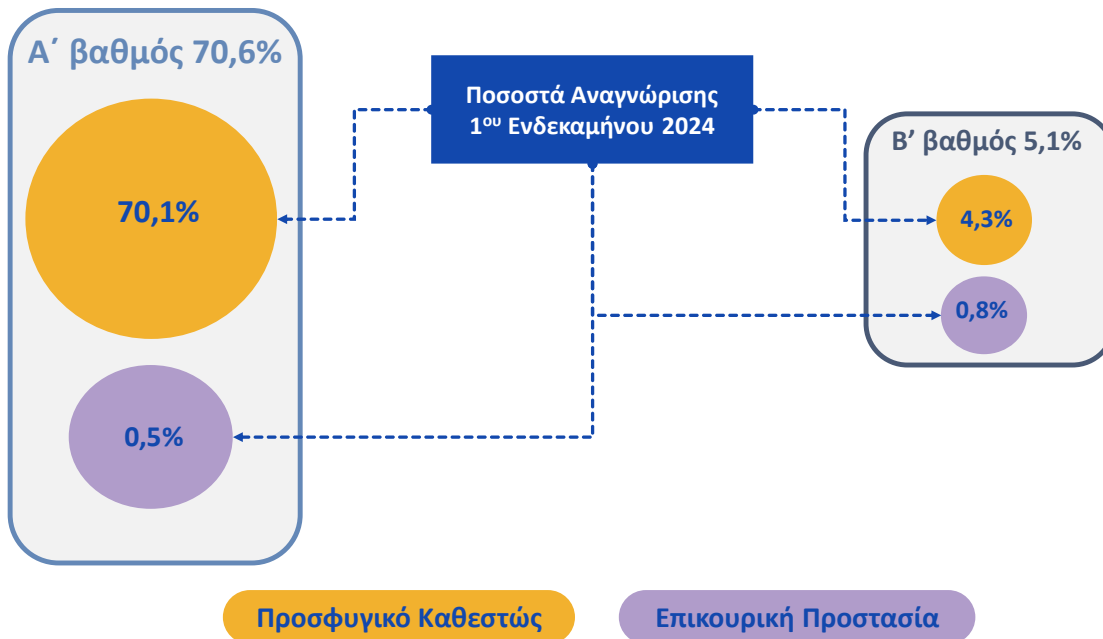 Α΄ βαθμός 70,6%
Ποσοστά Αναγνώρισης
1ου Ενδεκαμήνου 2024
Β’ βαθμός 5,1%
70,1%
4,3%
0,8%
0,5%
Προσφυγικό Καθεστώς
Επικουρική Προστασία